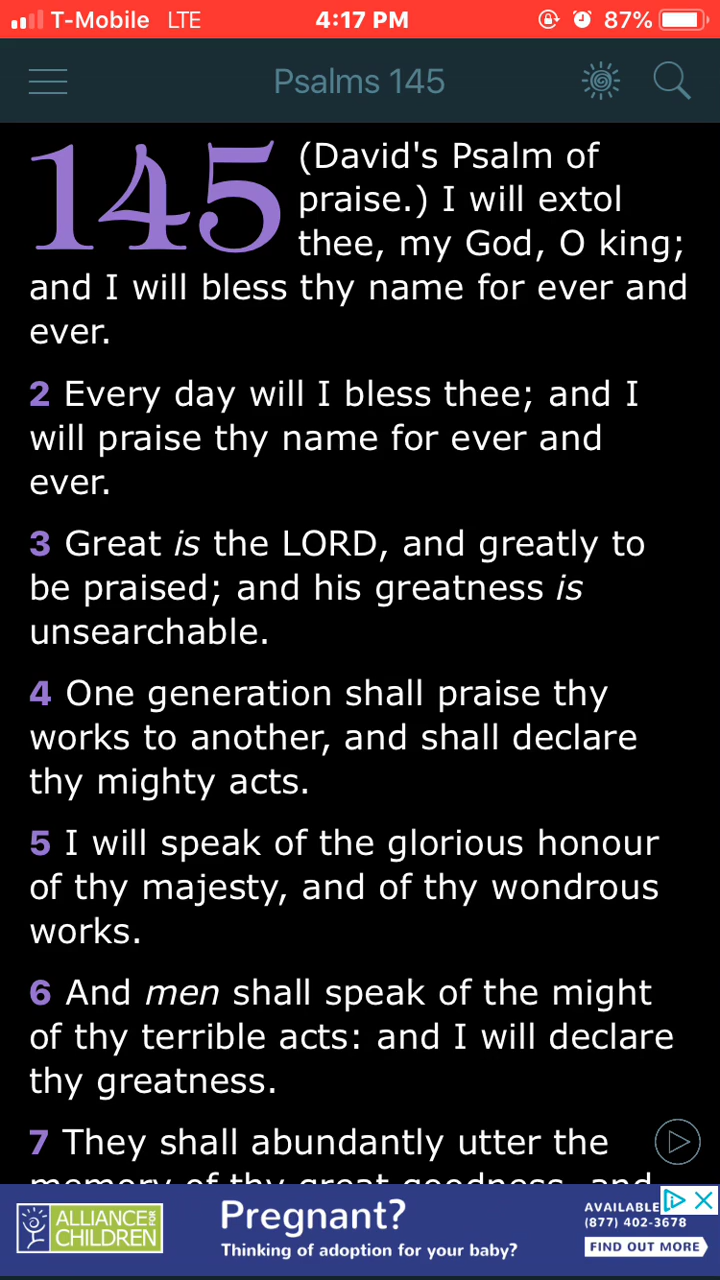 T-Mobile LTE 4:17 PM 87%
Psalms 145
145 (David's Psalm of
praise.) I will extol
thee, my God, O king;
and I will bless thy name for ever and
ever.
2 Every day will I bless thee; and I
will praise thy name for ever and
ever.
3 Great is the LORD, and greatly to
be praised; and his greatness is
unsearchable.
4 One generation shall praise thy
works to another, and shall declare
thy mighty acts.
5 I will speak of the glorious honour
of thy majesty, and of thy wondrous
works.
6 And men shall speak of the might
of thy terrible acts: and I will declare
thy greatness.
7 They shall abundantly utter the
memory of thy great goodness, and
ALLIANCE FOR
CHILDREN
Pregnant?
Thinking of adoption for your baby?
AVAILABLE
(877) 402-3678
FIND OUT MORE